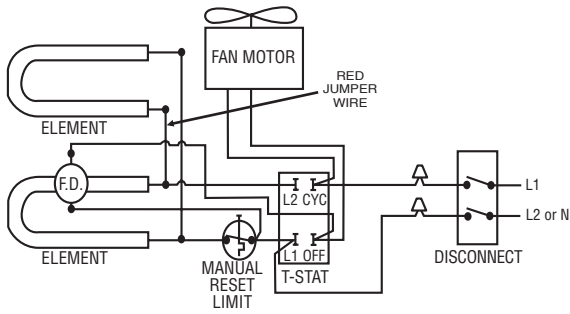 FAN MOTOR
RED
JUMPER
WIRE
ELEMENT
F.D.
L2 CYC
L1
L2 or N
L1 OFF
DISCONNECT
ELEMENT
MANUAL
RESET
LIMIT
T-STAT